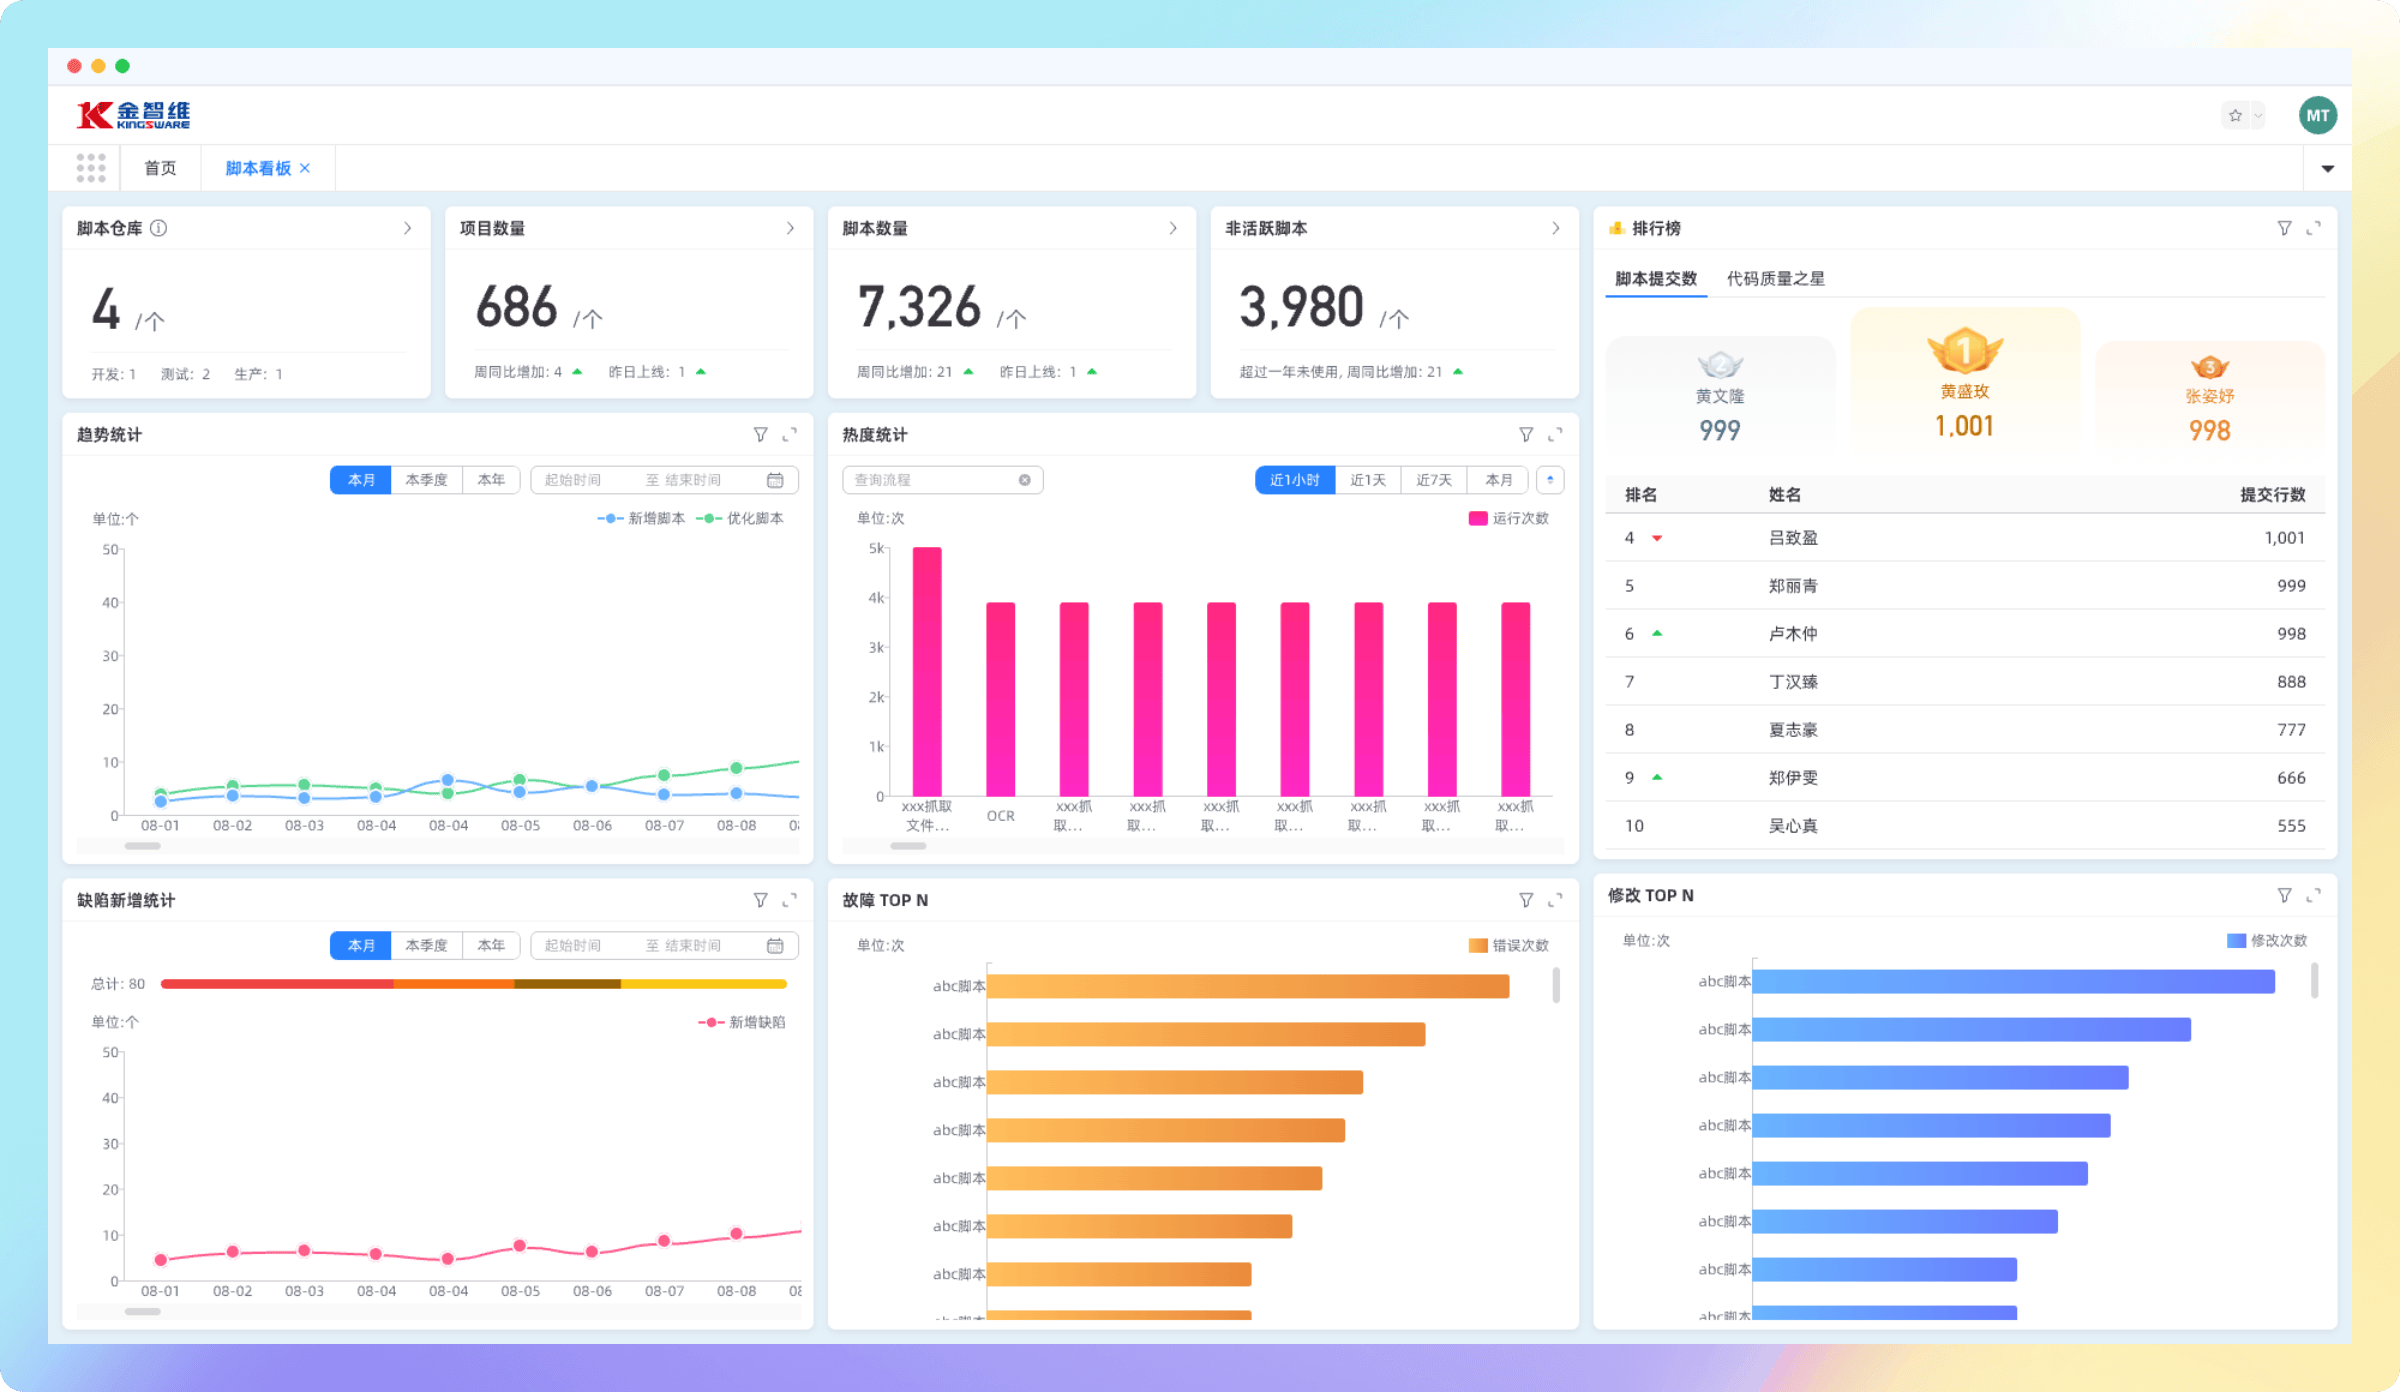 金智维
KINGSWARE
MT
首页
脚本看板
脚本仓库
4 /个
开发: 1 测试: 2 生产: 1
项目数量
686 /个
周同比增加: 4 昨日上线: 1
脚本数量
7,326 /个
周同比增加: 21 昨日上线: 1
非活跃脚本
3,980 /个
超过一年未使用, 周同比增加: 21
排行榜
脚本提交数 代码质量之星
2
黄文隆
999
1
黄盛玫
1,001
3
张姿妤
998
排名 姓名 提交行数
4 吕致盈 1,001
5 郑丽青 999
6 卢木仲 998
7 丁汉臻 888
8 夏志豪 777
9 郑伊雯 666
10 吴心真 555
趋势统计
本月 本季度 本年 起始时间 至 结束时间
单位:个 新增脚本 优化脚本
50
40
30
20
10
0
08-01 08-02 08-03 08-04 08-04 08-05 08-06 08-07 08-08
热度统计
查询流程 近1小时 近1天 近7天 本月
单位:次 运行次数
5k
4k
3k
2k
1k
0
xxx抓取文件... OCR xxx抓取... xxx抓取... xxx抓取... xxx抓取... xxx抓取... xxx抓取... xxx抓取...
缺陷新增统计
本月 本季度 本年 起始时间 至 结束时间
总计: 80
单位:个 新增缺陷
50
40
30
20
10
0
08-01 08-02 08-03 08-04 08-04 08-05 08-06 08-07 08-08
故障 TOP N
单位:次 错误次数
abc脚本
abc脚本
abc脚本
abc脚本
abc脚本
abc脚本
abc脚本
修改 TOP N
单位:次 修改次数
abc脚本
abc脚本
abc脚本
abc脚本
abc脚本
abc脚本
abc脚本
abc脚本